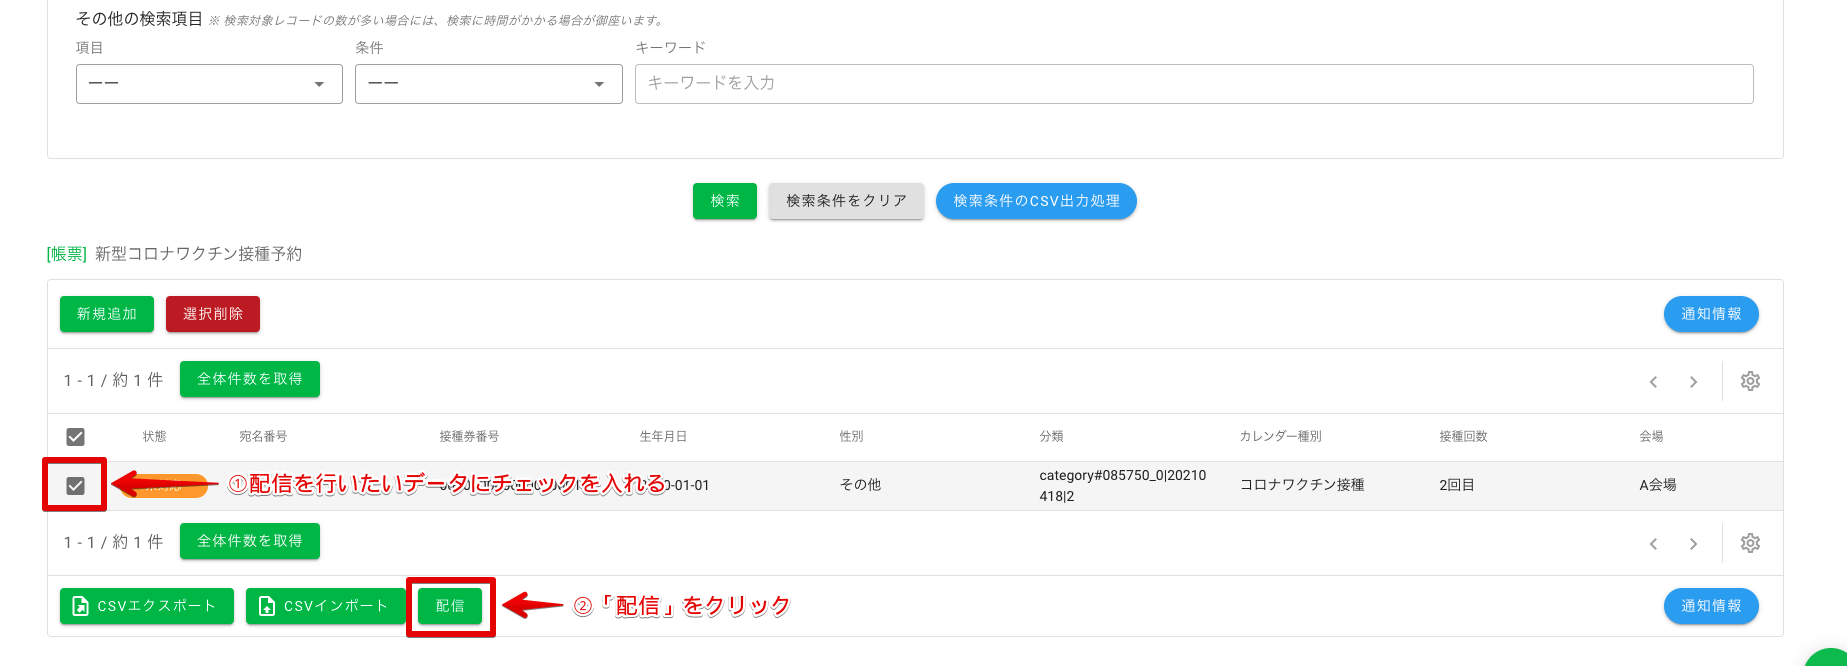 その他の検索項目 ※ 検索対象レコードの数が多い場合には、検索に時間がかかる場合が御座います。
項目 条件 キーワード
ーー ーー キーワードを入力
検索 検索条件をクリア 検索条件のCSV出力処理
[帳票] 新型コロナワクチン接種予約
新規追加 選択削除 通知情報
1 - 1 / 約 1 件 全体件数を取得
状態 宛名番号 接種券番号 生年月日 性別 分類 カレンダー種別 接種回数 会場
①配信を行いたいデータにチェックを入れる 0-01-01 その他 category#085750_0|20210 コロナワクチン接種 2回目 A会場
418|2
1 - 1 / 約 1 件 全体件数を取得
CSVエクスポート CSVインポート 配信 ②「配信」をクリック 通知情報